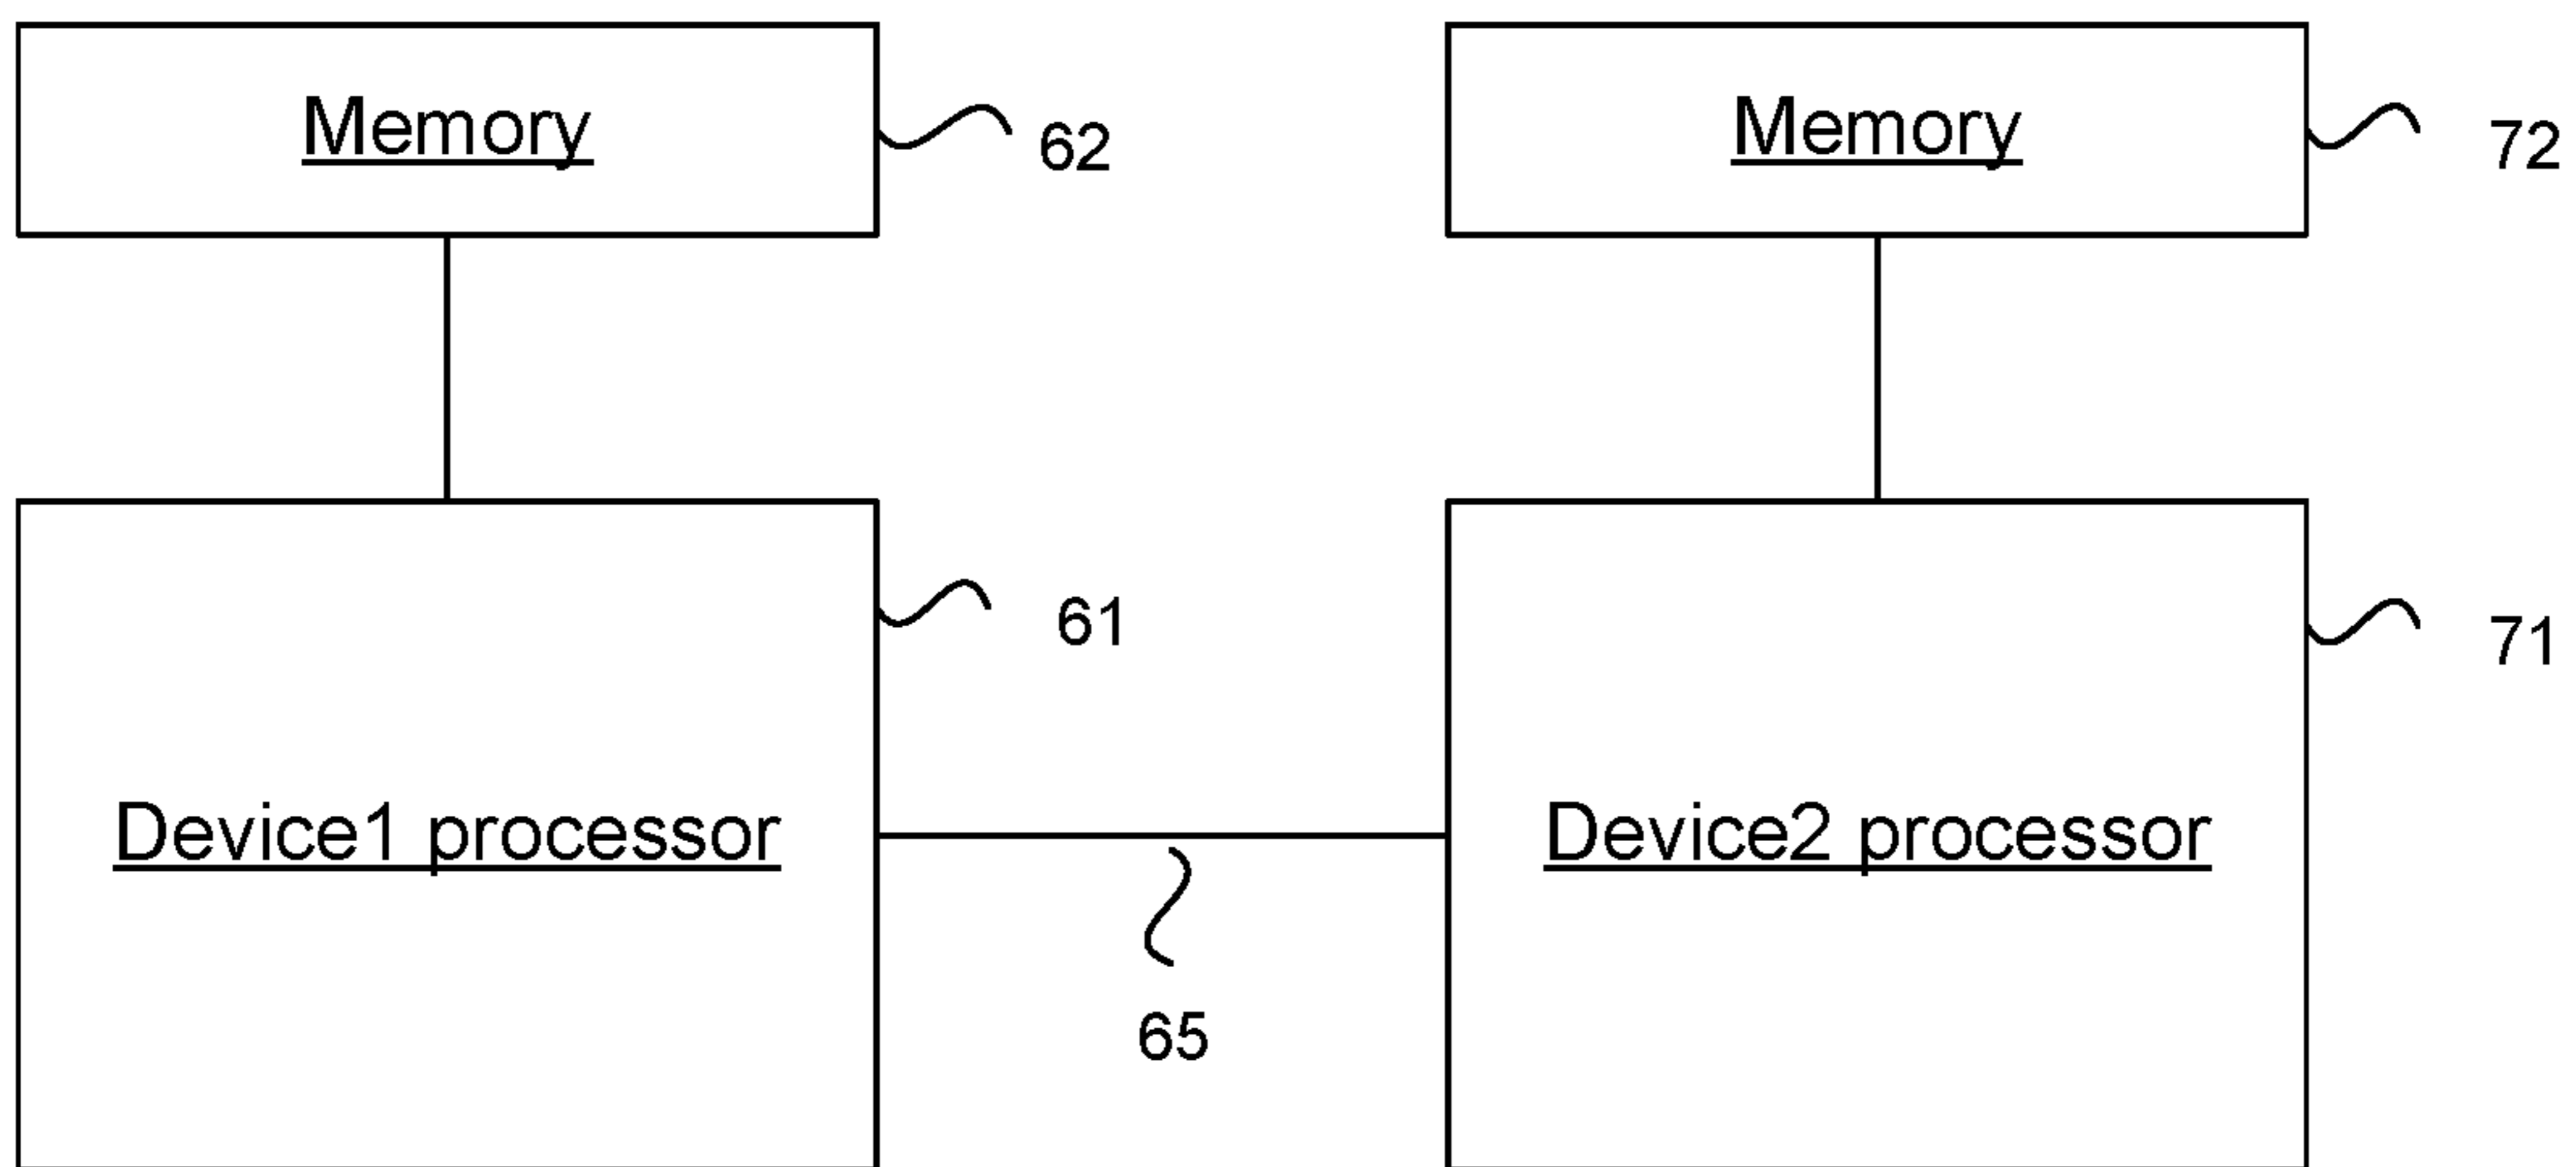 Memory
62
Memory
72
61
71
Device1 processor
Device2 processor
65